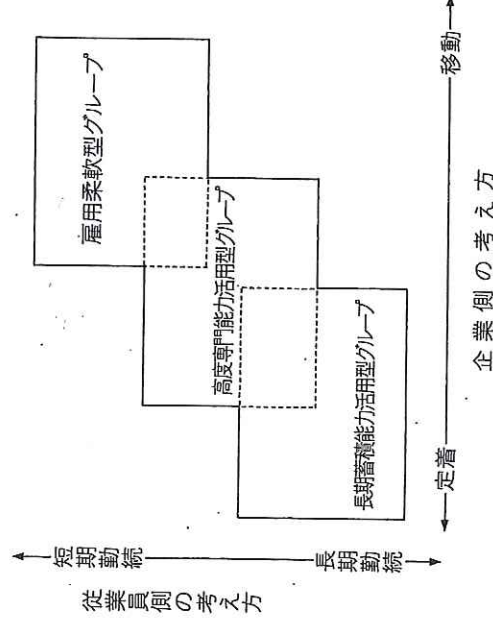 従業員側の考え方
短期勤続
長期勤続
雇用柔軟型グループ
高度専門能力活用型グループ
長期蓄積能力活用型グループ
定着
移動
企業側の考え方